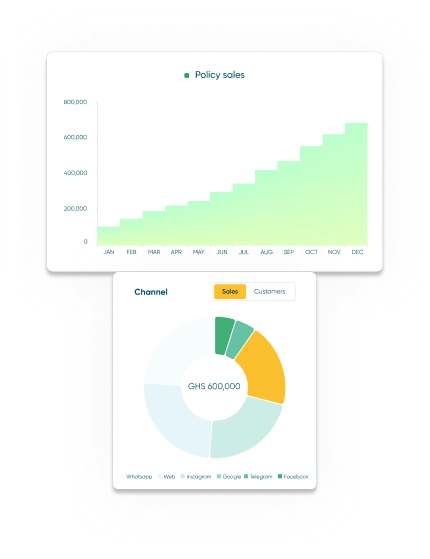 Policy sales
800,000
600,000
400,000
200,000
0
JAN FEB MAR APR MAY JUN JUL AUG SEP OCT NOV DEC
Channel Sales Customers
GHS 600,000
Whatsapp Web Instagram Google Telegram Facebook